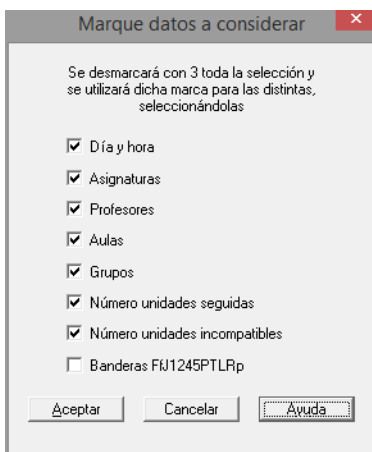 Marque datos a considerar
Se desmarcará con 3 toda la selección y
se utilizará dicha marca para las distintas,
seleccionándolas
Día y hora
Asignaturas
Profesores
Aulas
Grupos
Número unidades seguidas
Número unidades incompatibles
Banderas FfJ1245PTLRp
Aceptar
Cancelar
Ayuda